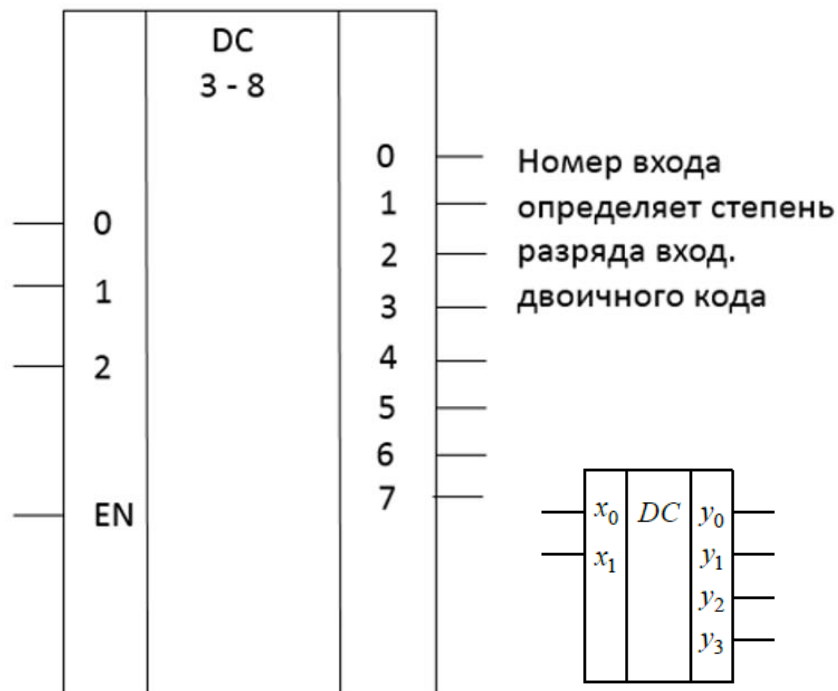 DC
3 - 8
0
1
2
EN
0
1
2
3
4
5
6
7
Номер входа
определяет степень
разряда вход.
двоичного кода
x₀ DC y₀
x₁ y₁
y₂
y₃